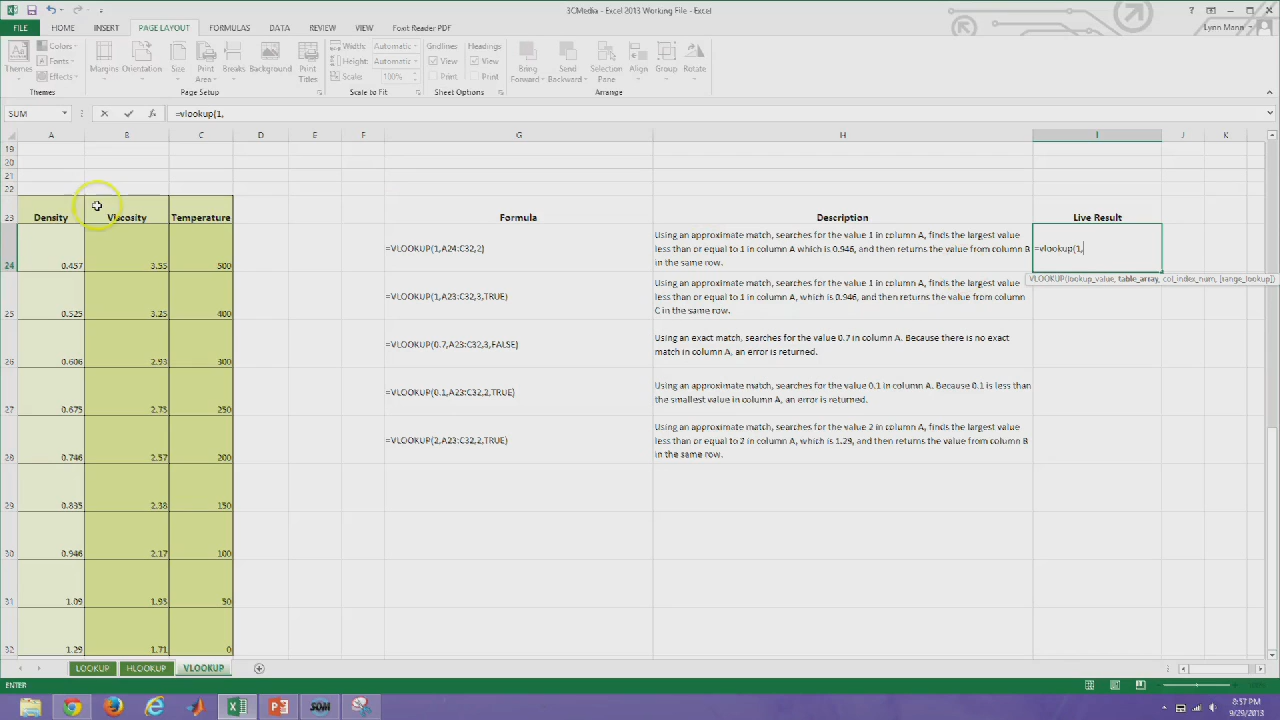 3CMedia - Excel 2013 Working File - Excel
FILE HOME INSERT PAGE LAYOUT FORMULAS DATA REVIEW VIEW Foxit Reader PDF Lynn Mann
Themes Colors Fonts Effects Margins Orientation Size Print Area Breaks Background Print Titles Width: Automatic Height: Automatic Scale: 100% Gridlines View Print Headings View Print Bring Forward Send Backward Selection Pane Align Group Rotate
Themes Page Setup Scale to Fit Sheet Options Arrange
SUM fx =vlookup(1,
A B C D E F G H I J K
19
20
21
22
23 Density Viscosity Temperature Formula Description Live Result
24 0.457 3.55 500 =VLOOKUP(1,A24:C32,2)
Using an approximate match, searches for the value 1 in column A, finds the largest value
less than or equal to 1 in column A which is 0.946, and then returns the value from column B
in the same row.
=vlookup(1,
VLOOKUP(lookup_value, table_array, col_index_num, [range_lookup])
25 0.525 3.25 400 =VLOOKUP(1,A23:C32,3,TRUE)
Using an approximate match, searches for the value 1 in column A, finds the largest value
less than or equal to 1 in column A, which is 0.946, and then returns the value from column
C in the same row.
26 0.606 2.93 300 =VLOOKUP(0.7,A23:C32,3,FALSE)
Using an exact match, searches for the value 0.7 in column A. Because there is no exact
match in column A, an error is returned.
27 0.675 2.75 250 =VLOOKUP(0.1,A23:C32,2,TRUE)
Using an approximate match, searches for the value 0.1 in column A. Because 0.1 is less than
the smallest value in column A, an error is returned.
28 0.746 2.57 200 =VLOOKUP(2,A23:C32,2,TRUE)
Using an approximate match, searches for the value 2 in column A, finds the largest value
less than or equal to 2 in column A, which is 1.29, and then returns the value from column B
in the same row.
29 0.835 2.38 150
30 0.946 2.17 100
31 1.09 1.95 50
32 1.29 1.71 0
LOOKUP HLOOKUP VLOOKUP
ENTER
SOM
8:57 PM
9/29/2013